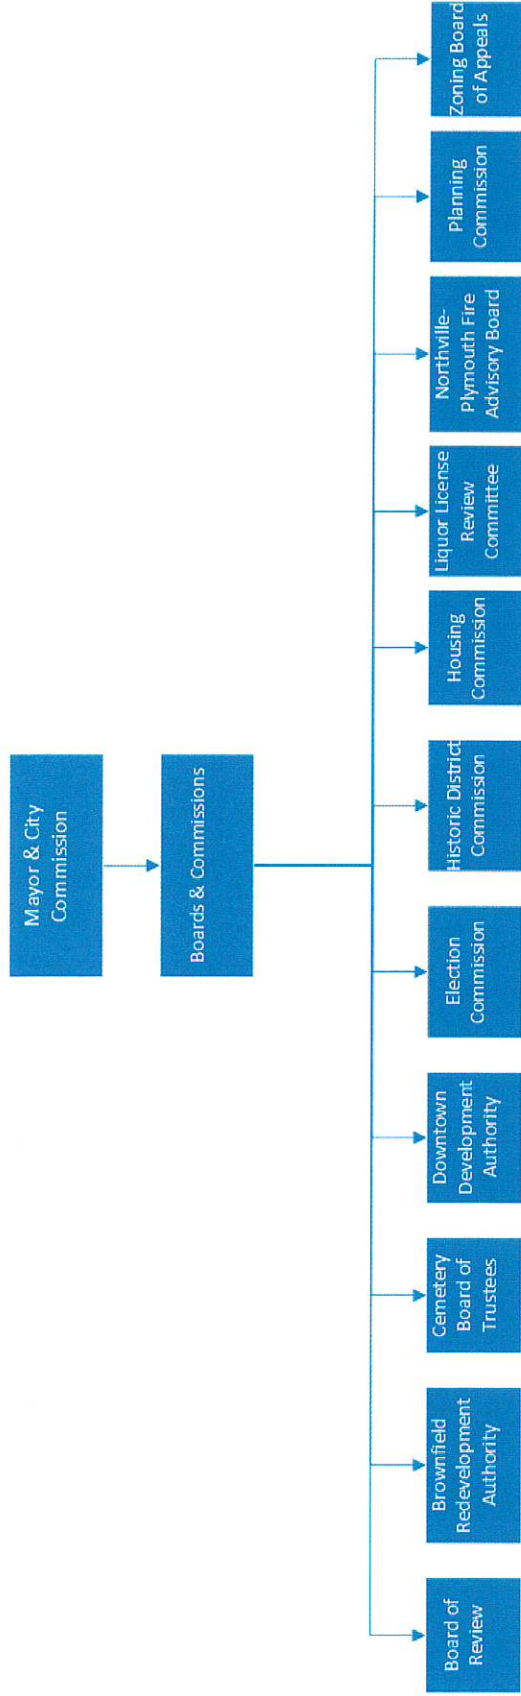 Mayor & City
Commission
Boards & Commissions
Board of
Review
Brownfield
Redevelopment
Authority
Cemetery
Board of
Trustees
Downtown
Development
Authority
Election
Commission
Historic District
Commission
Housing
Commission
Liquor License
Review
Committee
Northville-
Plymouth Fire
Advisory Board
Planning
Commission
Zoning Board
of Appeals